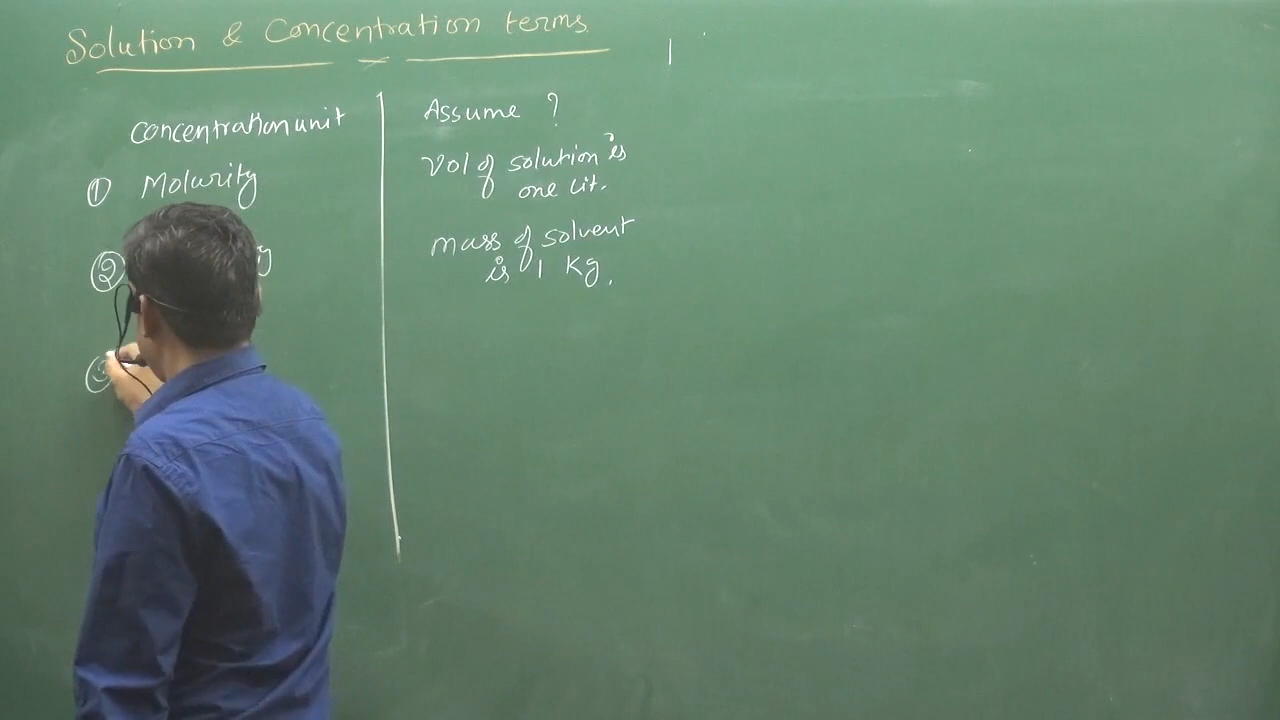 Solution & Concentration terms
Concentration unit
Assume ?
① Molarity
Vol of solution is
one lit.
②
mass of solvent
is 1 Kg.
③